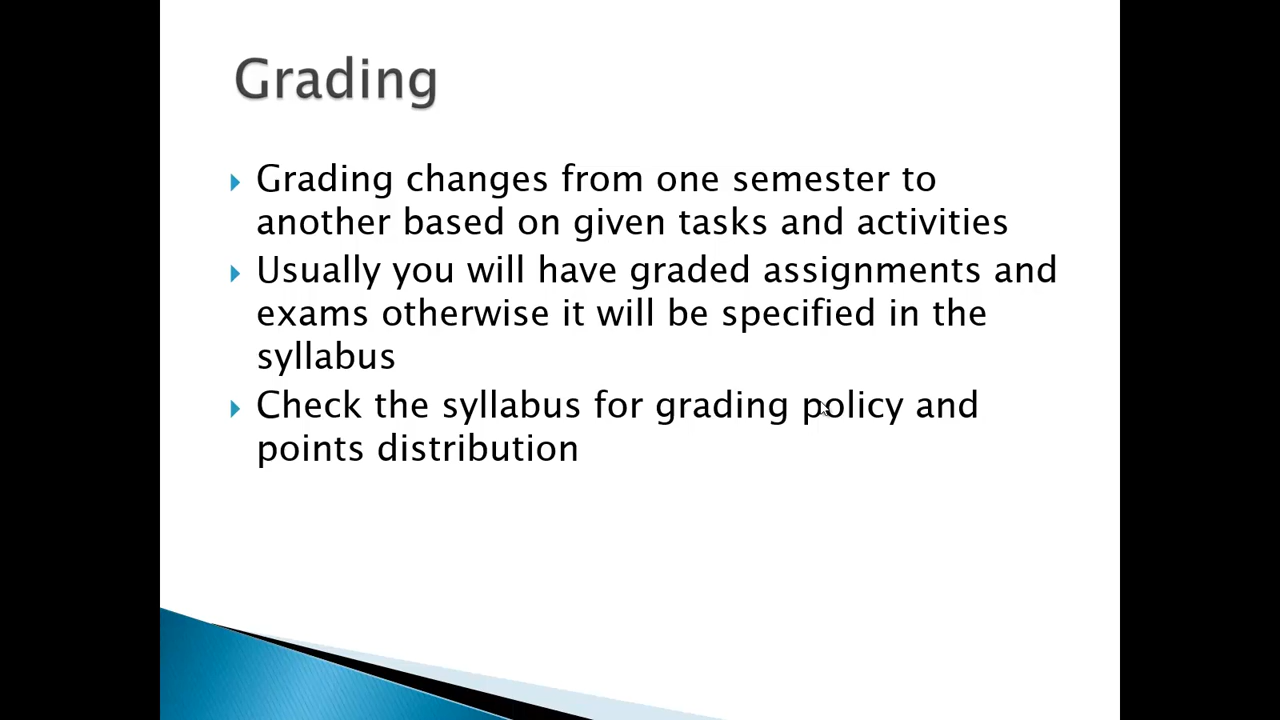 Grading
Grading changes from one semester to
another based on given tasks and activities
Usually you will have graded assignments and
exams otherwise it will be specified in the
syllabus
Check the syllabus for grading policy and
points distribution